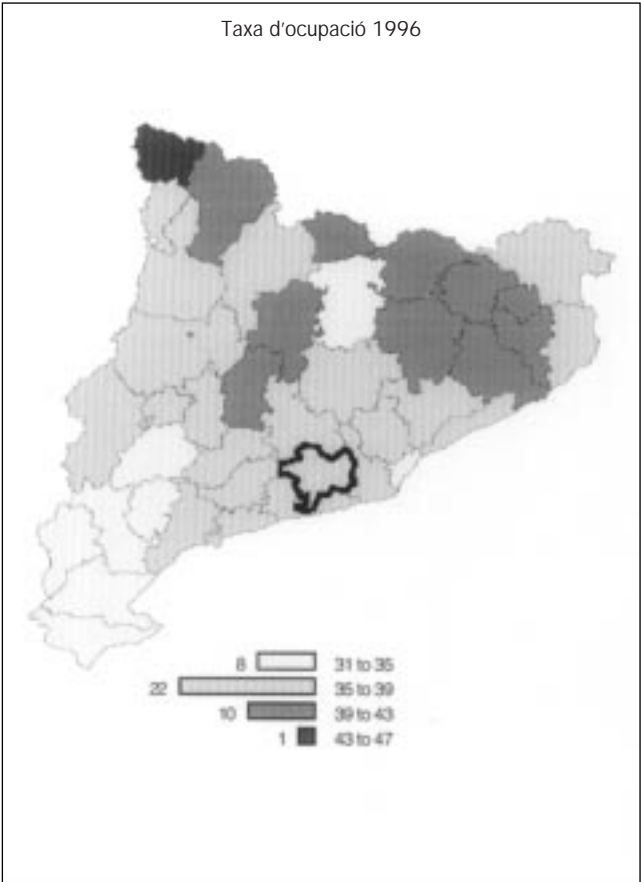 Taxa d'ocupació 1996
8 31 to 35
22 35 to 39
10 39 to 43
1 43 to 47